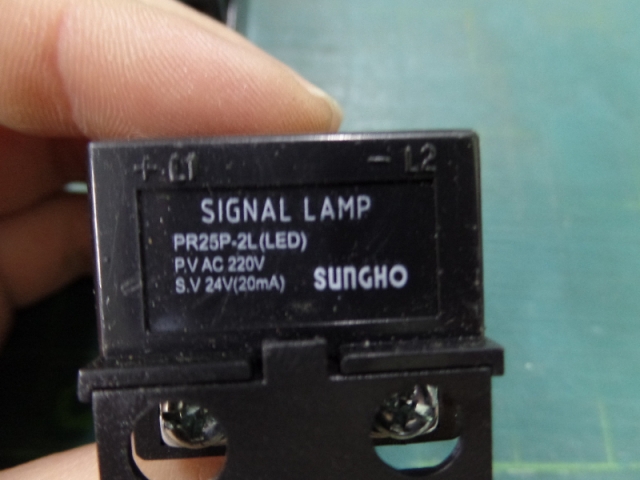 + L1 - L2
SIGNAL LAMP
PR25P-2L(LED)
P.V AC 220V
S.V 24V(20mA) SUNGHO